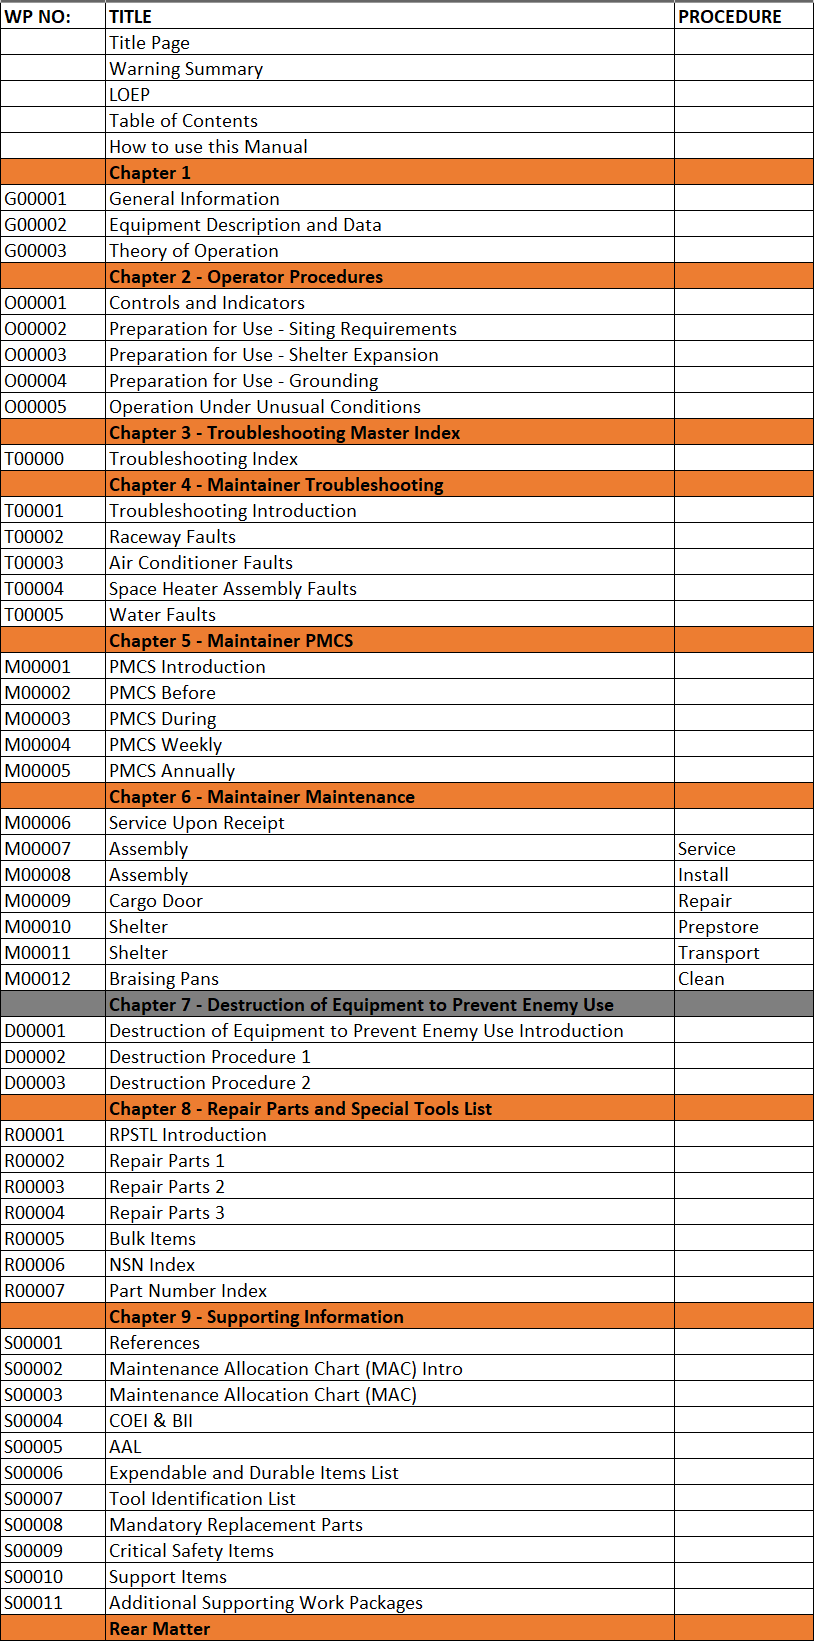 WP NO: TITLE PROCEDURE
Title Page
Warning Summary
LOEP
Table of Contents
How to use this Manual
Chapter 1
G00001 General Information
G00002 Equipment Description and Data
G00003 Theory of Operation
Chapter 2 - Operator Procedures
O00001 Controls and Indicators
O00002 Preparation for Use - Siting Requirements
O00003 Preparation for Use - Shelter Expansion
O00004 Preparation for Use - Grounding
O00005 Operation Under Unusual Conditions
Chapter 3 - Troubleshooting Master Index
T00000 Troubleshooting Index
Chapter 4 - Maintainer Troubleshooting
T00001 Troubleshooting Introduction
T00002 Raceway Faults
T00003 Air Conditioner Faults
T00004 Space Heater Assembly Faults
T00005 Water Faults
Chapter 5 - Maintainer PMCS
M00001 PMCS Introduction
M00002 PMCS Before
M00003 PMCS During
M00004 PMCS Weekly
M00005 PMCS Annually
Chapter 6 - Maintainer Maintenance
M00006 Service Upon Receipt
M00007 Assembly Service
M00008 Assembly Install
M00009 Cargo Door Repair
M00010 Shelter Prepstore
M00011 Shelter Transport
M00012 Braising Pans Clean
Chapter 7 - Destruction of Equipment to Prevent Enemy Use
D00001 Destruction of Equipment to Prevent Enemy Use Introduction
D00002 Destruction Procedure 1
D00003 Destruction Procedure 2
Chapter 8 - Repair Parts and Special Tools List
R00001 RPSTL Introduction
R00002 Repair Parts 1
R00003 Repair Parts 2
R00004 Repair Parts 3
R00005 Bulk Items
R00006 NSN Index
R00007 Part Number Index
Chapter 9 - Supporting Information
S00001 References
S00002 Maintenance Allocation Chart (MAC) Intro
S00003 Maintenance Allocation Chart (MAC)
S00004 COEI & BII
S00005 AAL
S00006 Expendable and Durable Items List
S00007 Tool Identification List
S00008 Mandatory Replacement Parts
S00009 Critical Safety Items
S00010 Support Items
S00011 Additional Supporting Work Packages
Rear Matter